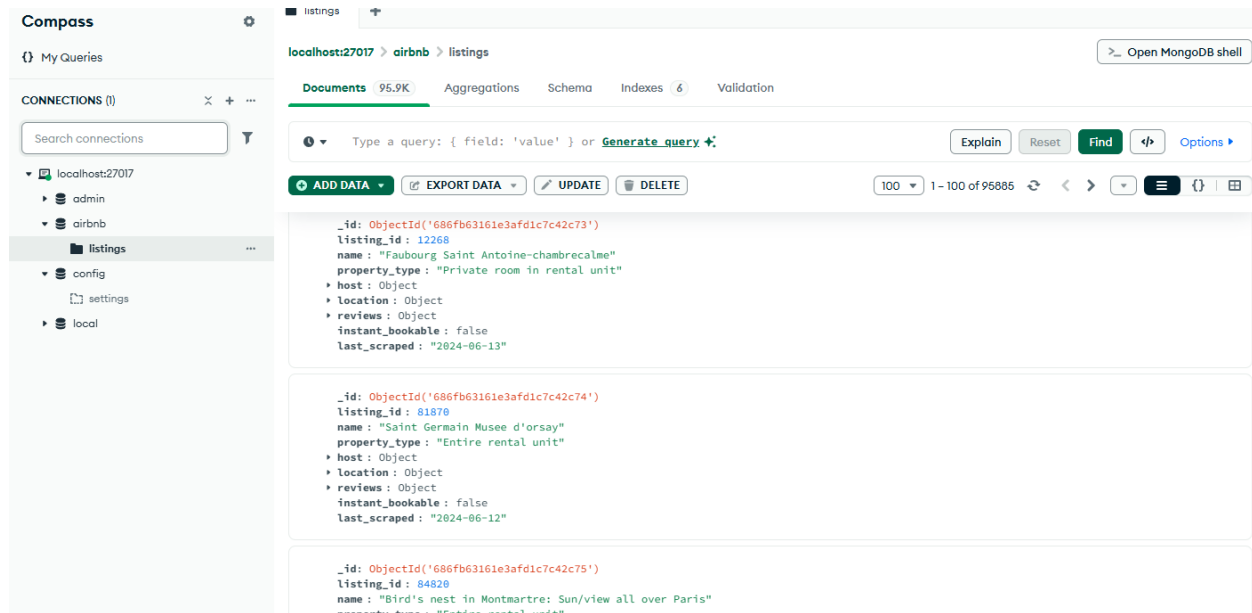 Compass
listings
{} My Queries
localhost:27017 > airbnb > listings
>_ Open MongoDB shell
CONNECTIONS (1)
Documents 95.9K Aggregations Schema Indexes 6 Validation
Search connections
Type a query: { field: 'value' } or Generate query
Explain Reset Find </> Options
localhost:27017
admin
airbnb
listings
config
settings
local
ADD DATA EXPORT DATA UPDATE DELETE
100 1 – 100 of 95885 {}
_id: ObjectId('686fb63161e3afd1c7c42c73')
listing_id : 12268
name : "Faubourg Saint Antoine-chambrecalme"
property_type : "Private room in rental unit"
host : Object
location : Object
reviews : Object
instant_bookable : false
last_scraped : "2024-06-13"
_id: ObjectId('686fb63161e3afd1c7c42c74')
listing_id : 81870
name : "Saint Germain Musee d'orsay"
property_type : "Entire rental unit"
host : Object
location : Object
reviews : Object
instant_bookable : false
last_scraped : "2024-06-12"
_id: ObjectId('686fb63161e3afd1c7c42c75')
listing_id : 84820
name : "Bird's nest in Montmartre: Sun/view all over Paris"
property_type : "Entire rental unit"